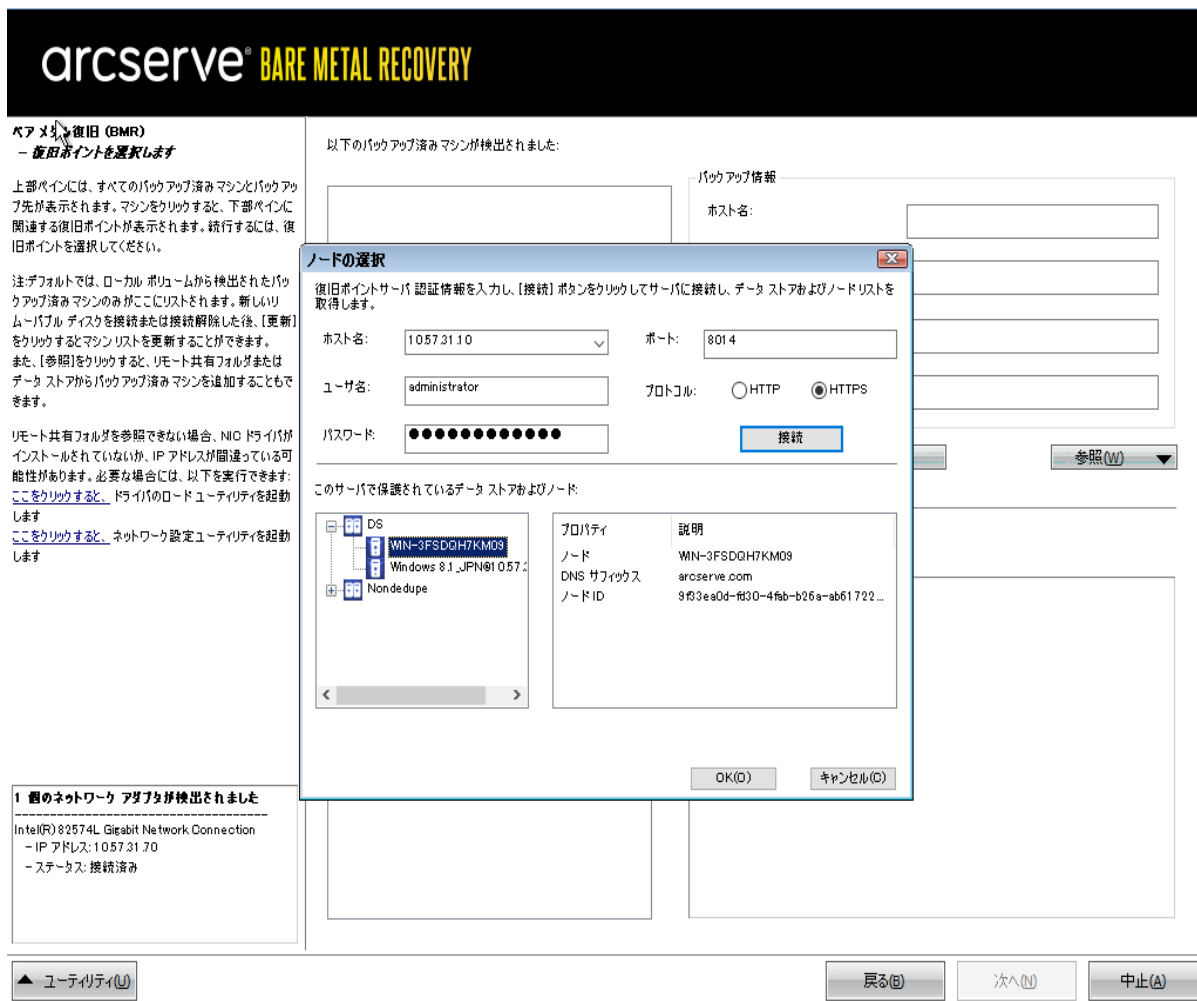 arcserve® BARE METAL RECOVERY
ベア メタル復旧 (BMR)
- 復旧ポイントを選択します
上部ペインには、すべてのバックアップ済みマシンとバックアッ
プ先が表示されます。マシンをクリックすると、下部ペインに
関連する復旧ポイントが表示されます。続行するには、復
旧ポイントを選択してください。
注:デフォルトでは、ローカル ボリュームから検出されたバッ
クアップ済みマシンのみがここにリストされます。新しいリ
ムーバブル ディスクを接続または接続解除した後、[更新]
をクリックするとマシン リストを更新することができます。
また、[参照]をクリックすると、リモート共有フォルダまたは
データ ストアからバックアップ済みマシンを追加することもで
きます。
リモート共有フォルダを参照できない場合、NIC ドライバが
インストールされていないか、IP アドレスが間違っている可
能性があります。必要な場合には、以下を実行できます:
ここをクリックすると、ドライバのロード ユーティリティを起動
します
ここをクリックすると、ネットワーク設定ユーティリティを起動
します
1 個のネットワーク アダプタが検出されました
------------------------------------
Intel(R) 82574L Gigabit Network Connection
- IP アドレス: 10.57.31.70
- ステータス: 接続済み
以下のバックアップ済みマシンが検出されました:
バックアップ情報
ホスト名:
参照(W)
ノードの選択
復旧ポイントサーバ 認証情報を入力し、[接続] ボタンをクリックしてサーバに接続し、データ ストアおよびノード リストを
取得します。
ホスト名: 10.57.31.10 ポート: 8014
ユーザ名: administrator プロトコル: HTTP HTTPS
パスワード: ●●●●●●●●●●●● 接続
このサーバで保護されているデータ ストアおよびノード:
DS
WIN-3FSDQH7KM09
Windows 8.1_JPN@10.57.
Nondedupe
プロパティ 説明
ノード WIN-3FSDQH7KM09
DNS サフィックス arcserve.com
ノード ID 9f33ea0d-fd30-4fab-b26a-ab61722...
OK(O) キャンセル(C)
ユーティリティ(U) 戻る(B) 次へ(N) 中止(A)